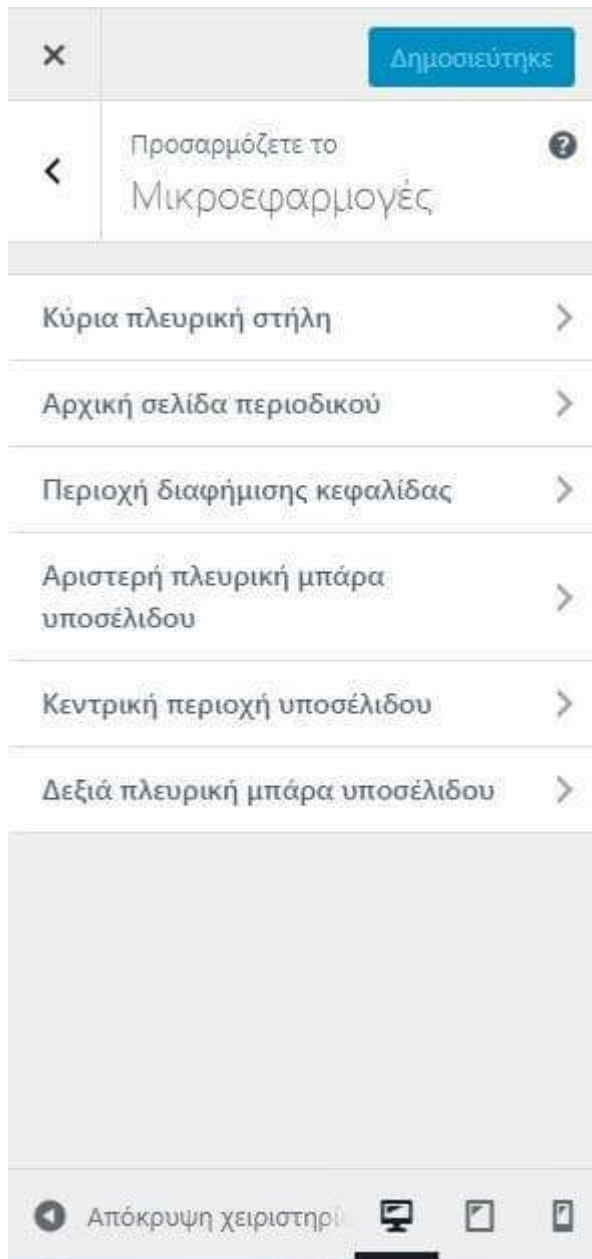 Δημοσιεύτηκε
Προσαρμόζετε το
Μικροεφαρμογές
Κύρια πλευρική στήλη
Αρχική σελίδα περιοδικού
Περιοχή διαφήμισης κεφαλίδας
Αριστερή πλευρική μπάρα
υποσέλιδου
Κεντρική περιοχή υποσέλιδου
Δεξιά πλευρική μπάρα υποσέλιδου
Απόκρυψη